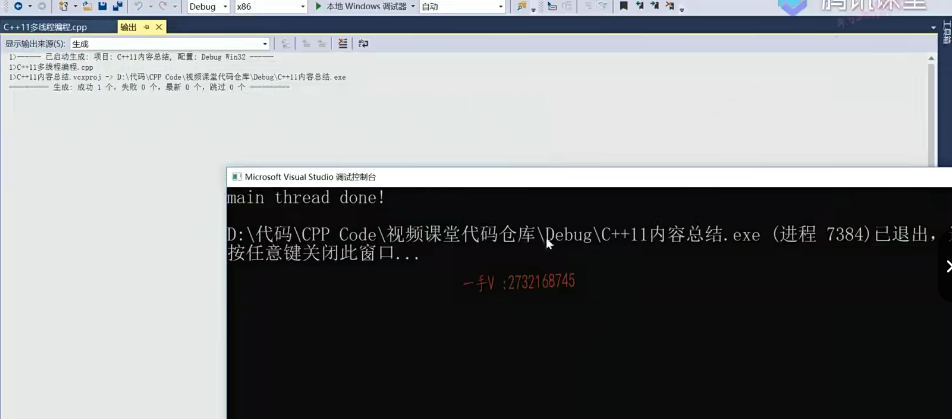 Debug
x86
本地 Windows 调试器
自动
腾讯课堂
C++11多线程编程.cpp
输出
显示输出来源(S):
生成
1>------ 已启动生成: 项目: C++11内容总结, 配置: Debug Win32 ------
1>C++11多线程编程.cpp
1>C++11内容总结.vcxproj -> D:\代码\CPP Code\视频课堂代码仓库\Debug\C++11内容总结.exe
========== 生成: 成功 1 个，失败 0 个，最新 0 个，跳过 0 个 ==========
Microsoft Visual Studio 调试控制台
main thread done!
D:\代码\CPP Code\视频课堂代码仓库\Debug\C++11内容总结.exe (进程 7384)已退出，
按任意键关闭此窗口...
一手V :2732168745